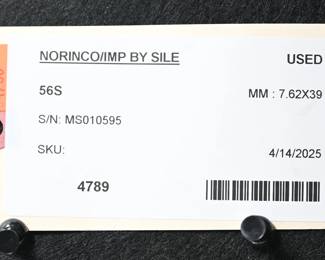 NORINCO/IMP BY SILE USED
56S MM : 7.62X39
S/N: MS010595
SKU: 4/14/2025
4789